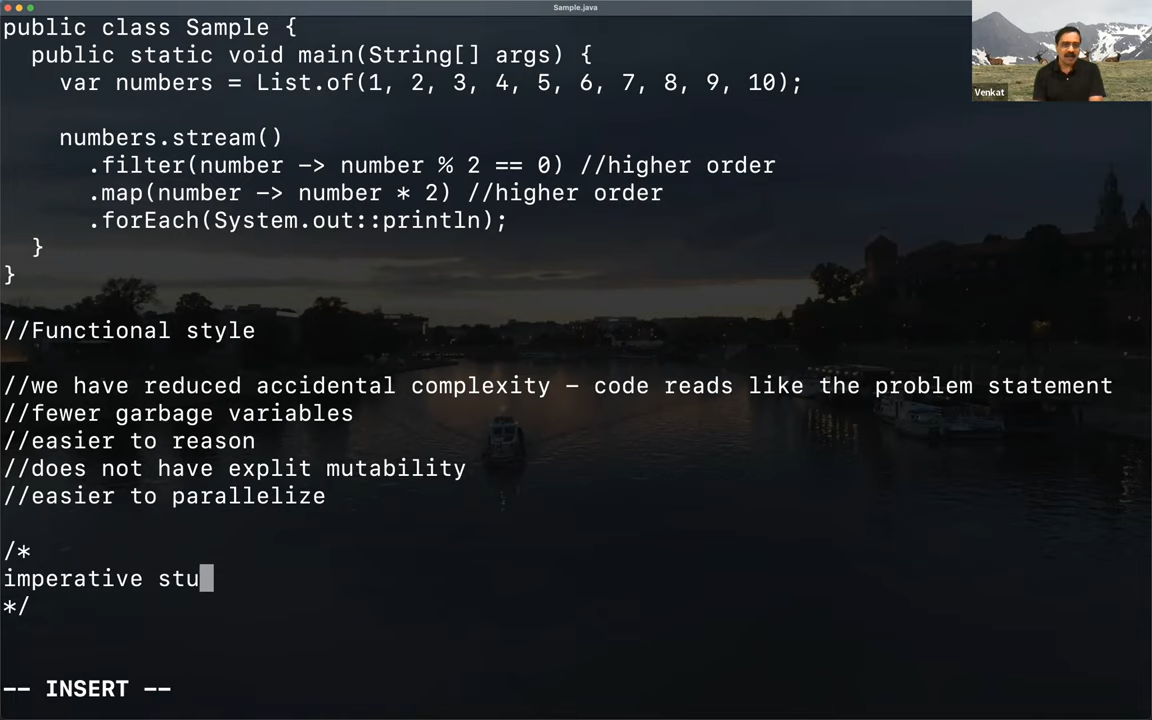 Sample.java
public class Sample {
  public static void main(String[] args) {
    var numbers = List.of(1, 2, 3, 4, 5, 6, 7, 8, 9, 10);
Venkat
    numbers.stream()
      .filter(number -> number % 2 == 0) //higher order
      .map(number -> number * 2) //higher order
      .forEach(System.out::println);
  }
}
//Functional style
//we have reduced accidental complexity - code reads like the problem statement
//fewer garbage variables
//easier to reason
//does not have explit mutability
//easier to parallelize
/*
imperative stu
*/
-- INSERT --